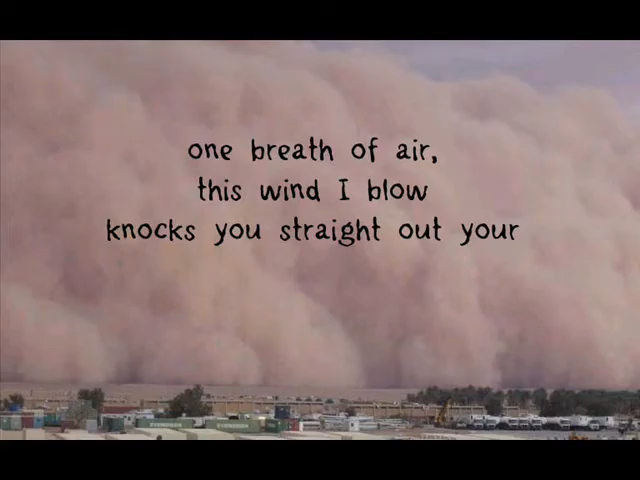 one breath of air,
this wind I blow
knocks you straight out your